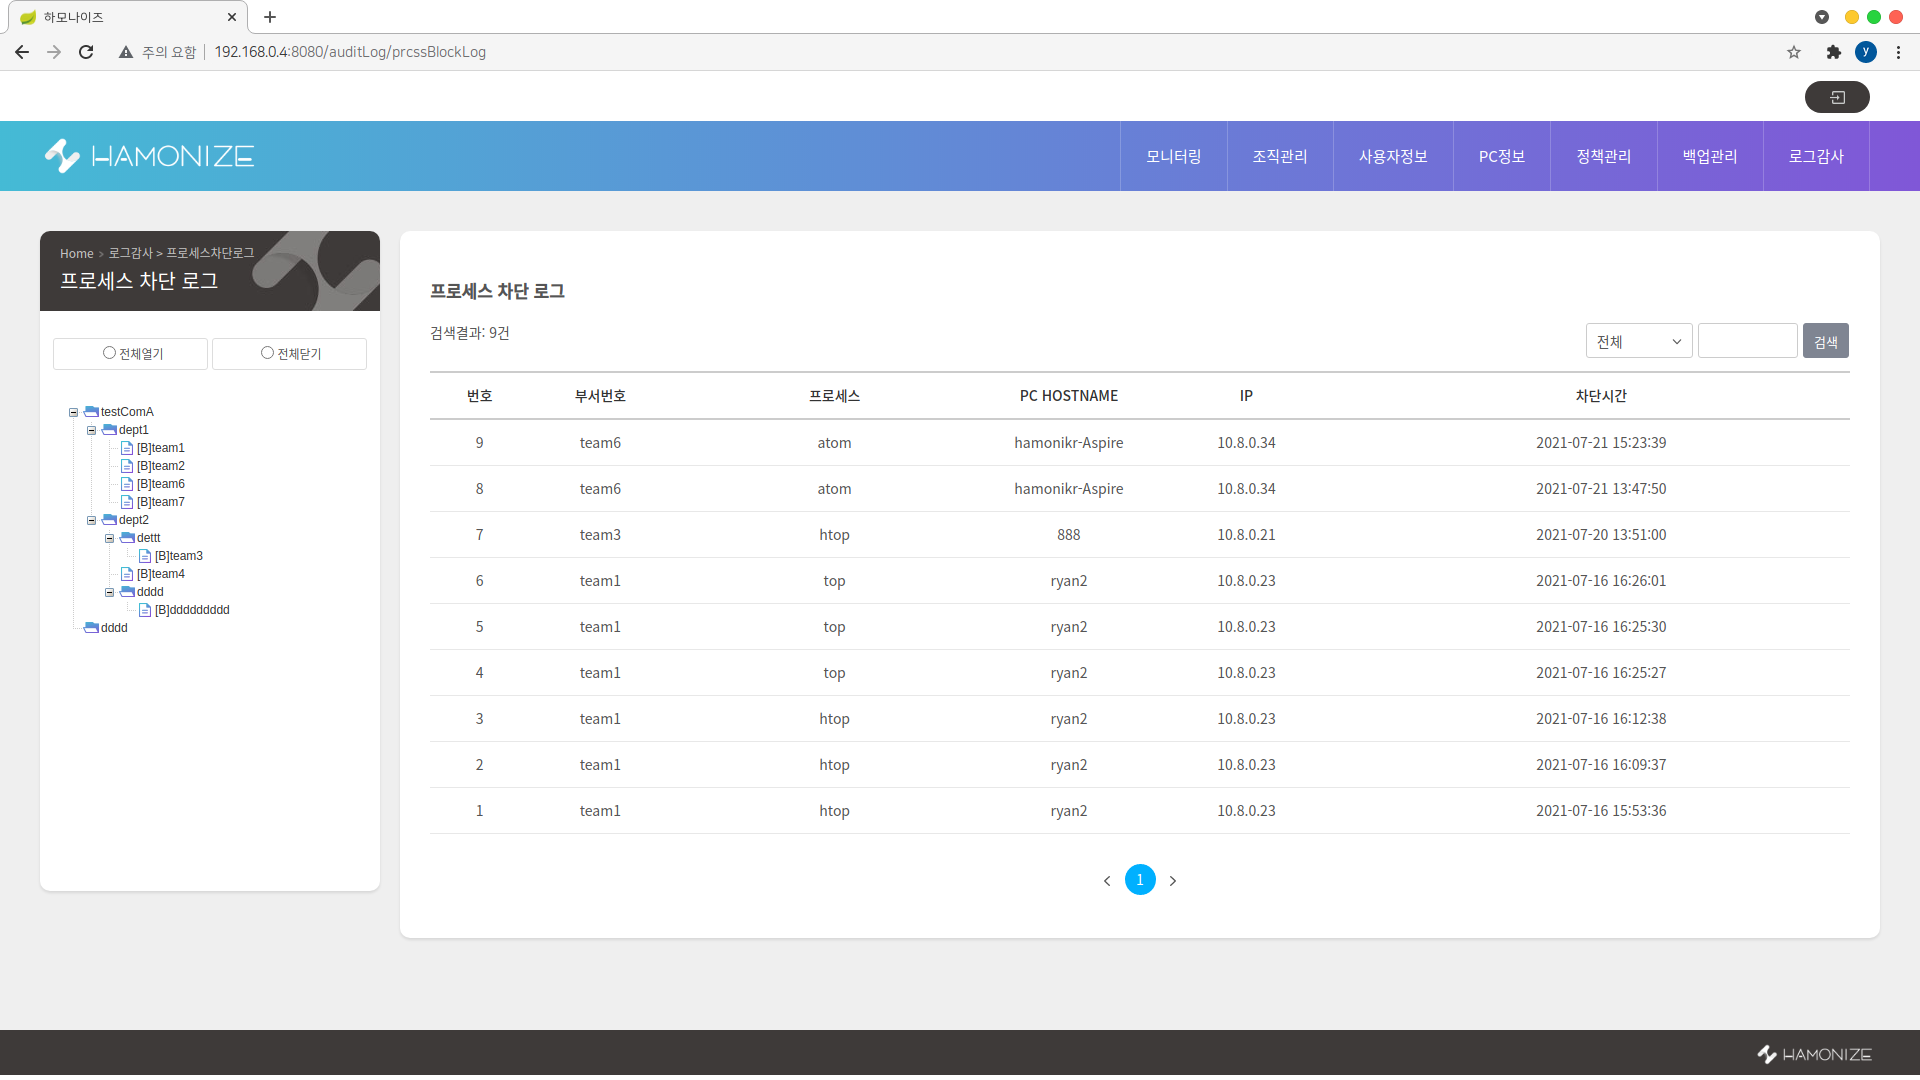 하모나이즈
주의 요함 192.168.0.4:8080/auditLog/prcssBlockLog
y
HAMONIZE
모니터링 조직관리 사용자정보 PC정보 정책관리 백업관리 로그감사
Home > 로그감사 > 프로세스차단로그
프로세스 차단 로그
전체열기 전체닫기
testComA
dept1
[B]team1
[B]team2
[B]team6
[B]team7
dept2
dettt
[B]team3
[B]team4
dddd
[B]ddddddddd
dddd
프로세스 차단 로그
검색결과: 9건
전체 검색
번호 부서번호 프로세스 PC HOSTNAME IP 차단시간
9 team6 atom hamonikr-Aspire 10.8.0.34 2021-07-21 15:23:39
8 team6 atom hamonikr-Aspire 10.8.0.34 2021-07-21 13:47:50
7 team3 htop 888 10.8.0.21 2021-07-20 13:51:00
6 team1 top ryan2 10.8.0.23 2021-07-16 16:26:01
5 team1 top ryan2 10.8.0.23 2021-07-16 16:25:30
4 team1 top ryan2 10.8.0.23 2021-07-16 16:25:27
3 team1 htop ryan2 10.8.0.23 2021-07-16 16:12:38
2 team1 htop ryan2 10.8.0.23 2021-07-16 16:09:37
1 team1 htop ryan2 10.8.0.23 2021-07-16 15:53:36
1
HAMONIZE